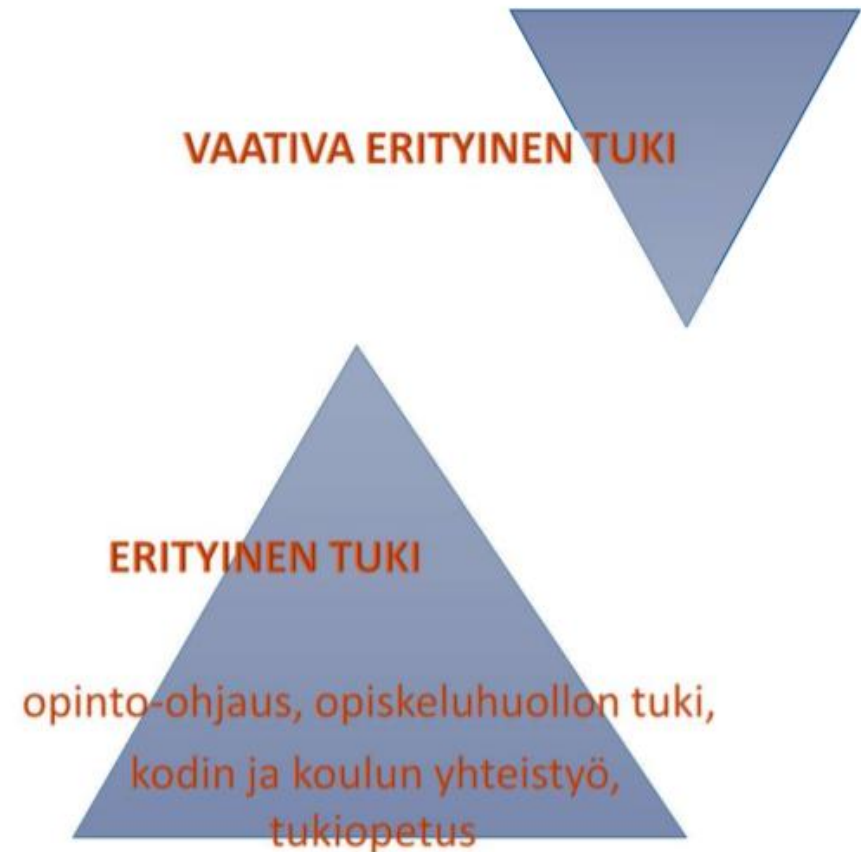 VAATIVA ERITYINEN TUKI
ERITYINEN TUKI
opinto-ohjaus, opiskeluhuollon tuki,
kodin ja koulun yhteistyö,
tukiopetus